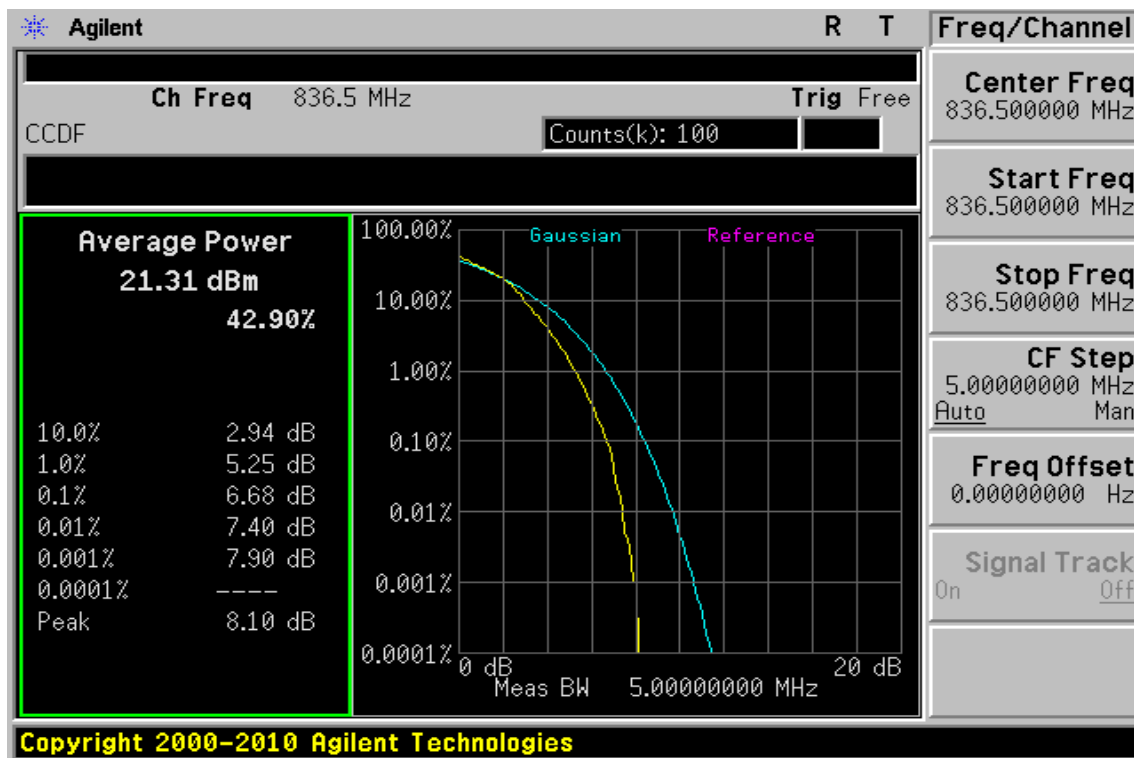 Agilent R T
Freq/Channel
Ch Freq 836.5 MHz Trig Free
CCDF Counts(k): 100
Average Power
21.31 dBm
42.90%
10.0% 2.94 dB
1.0% 5.25 dB
0.1% 6.68 dB
0.01% 7.40 dB
0.001% 7.90 dB
0.0001% ----
Peak 8.10 dB
Gaussian Reference
100.00%
10.00%
1.00%
0.10%
0.01%
0.001%
0.0001%
0 dB 20 dB
Meas BW 5.00000000 MHz
Center Freq
836.500000 MHz
Start Freq
836.500000 MHz
Stop Freq
836.500000 MHz
CF Step
5.00000000 MHz
Auto Man
Freq Offset
0.00000000 Hz
Signal Track
On Off
Copyright 2000-2010 Agilent Technologies